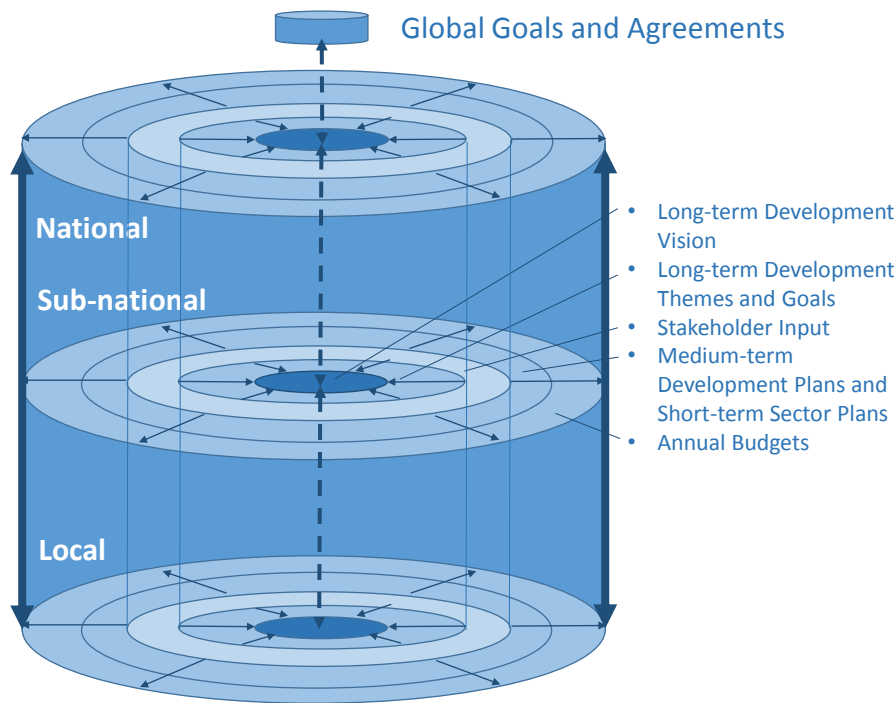 Global Goals and Agreements
National
Sub-national
Local
• Long-term Development
Vision
• Long-term Development
Themes and Goals
• Stakeholder Input
• Medium-term
Development Plans and
Short-term Sector Plans
• Annual Budgets